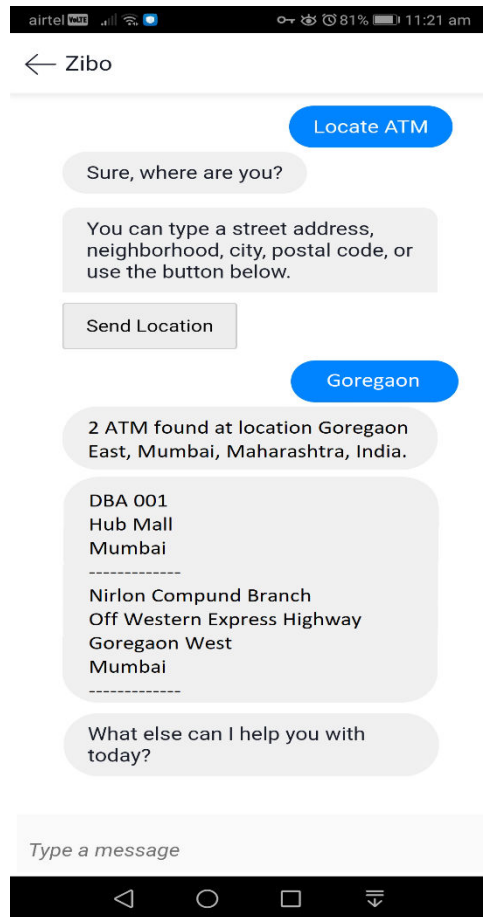 airtel VoLTE 81% 11:21 am
Zibo
Locate ATM
Sure, where are you?
You can type a street address,
neighborhood, city, postal code, or
use the button below.
Send Location
Goregaon
2 ATM found at location Goregaon
East, Mumbai, Maharashtra, India.
DBA 001
Hub Mall
Mumbai
-------------
Nirlon Compund Branch
Off Western Express Highway
Goregaon West
Mumbai
-------------
What else can I help you with
today?
Type a message